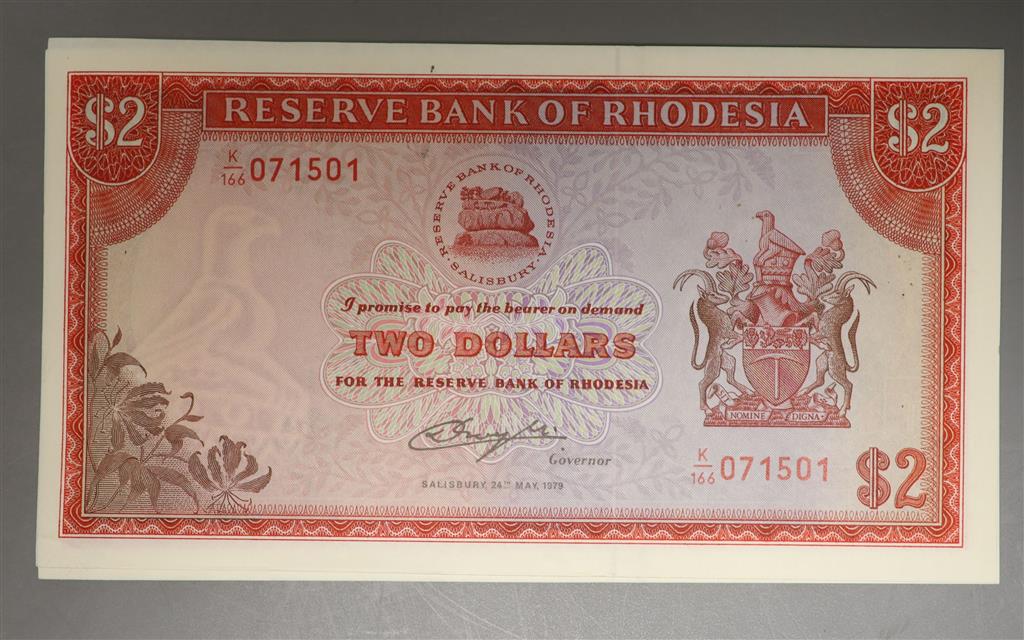 $2
RESERVE BANK OF RHODESIA
$2
K/166 071501
RESERVE BANK OF RHODESIA
· SALISBURY ·
I promise to pay the bearer on demand
TWO DOLLARS
FOR THE RESERVE BANK OF RHODESIA
Governor
SALISBURY, 24TH MAY, 1979
NOMINE DIGNA
K/166 071501
$2